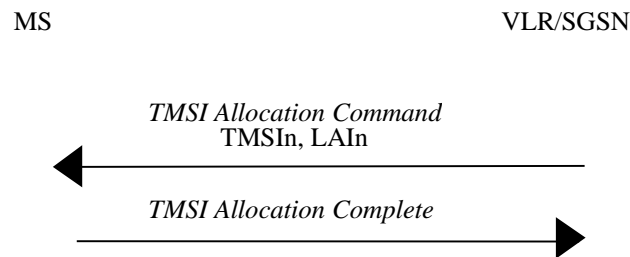 MS VLR/SGSN
TMSI Allocation Command
TMSIn, LAIn
TMSI Allocation Complete